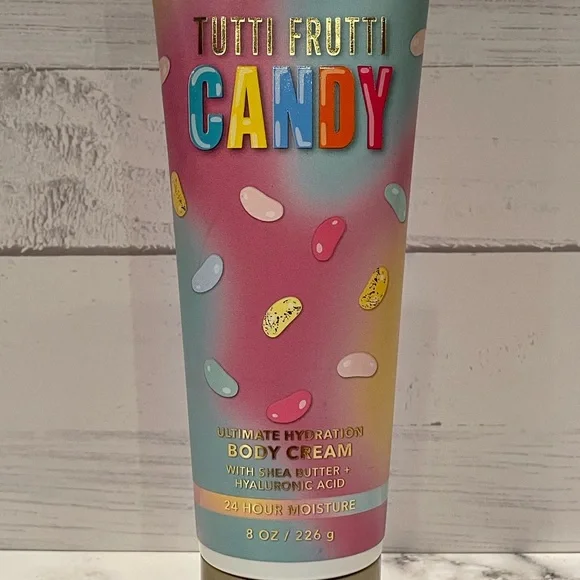 TUTTI FRUTTI
CANDY
ULTIMATE HYDRATION
BODY CREAM
WITH SHEA BUTTER +
HYALURONIC ACID
24 HOUR MOISTURE
8 OZ / 226 g